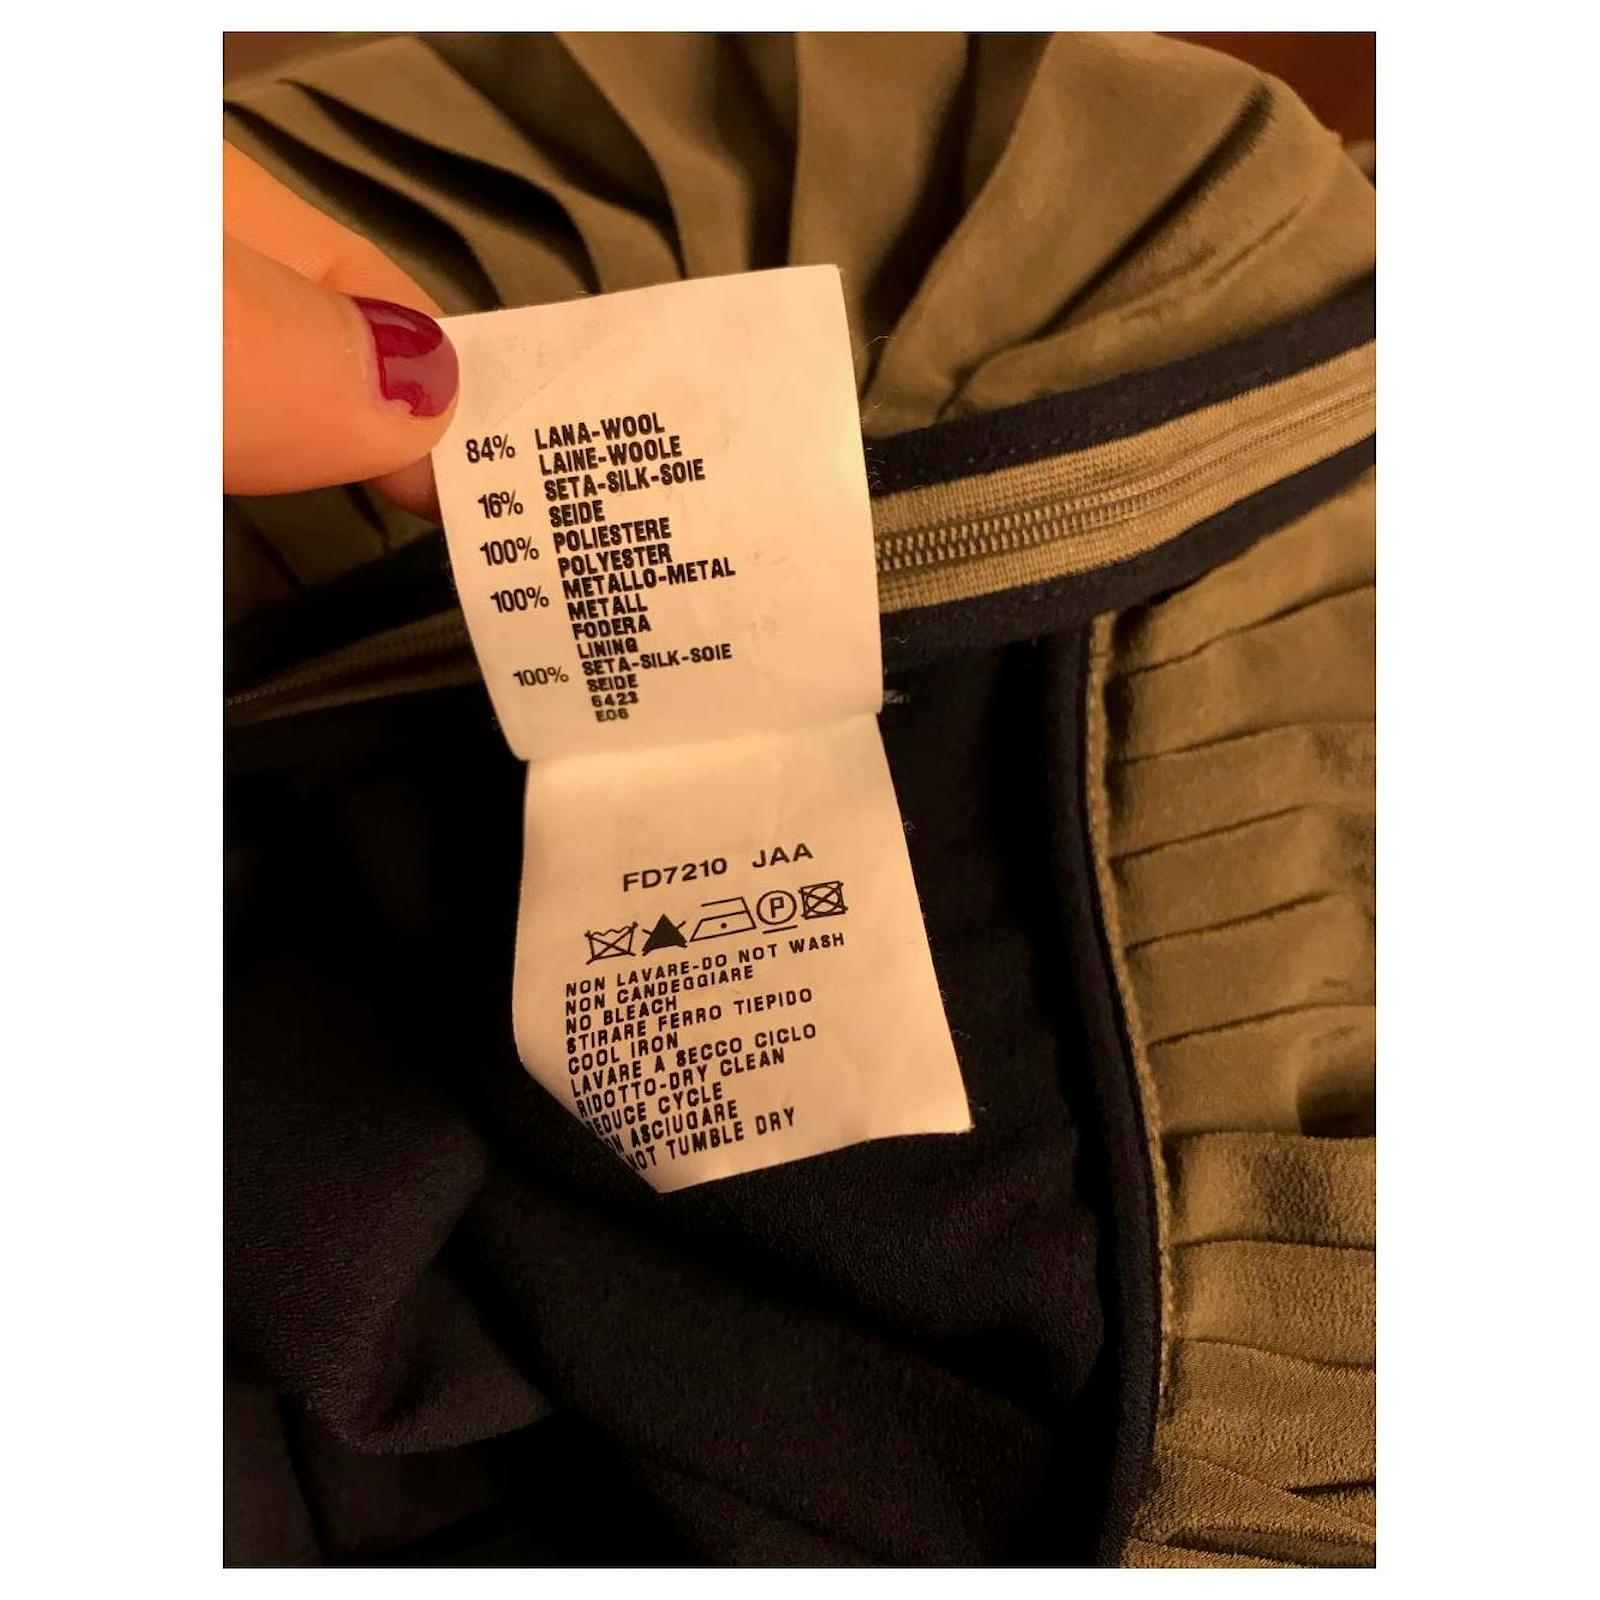 84% LANA-WOOL
LAINE-WOOLE
16% SETA-SILK-SOIE
SEIDE
100% POLIESTERE
POLYESTER
100% METALLO-METAL
METALL
FODERA
LINING
100% SETA-SILK-SOIE
SEIDE
6423
E06
FD7210 JAA
P
NON LAVARE-DO NOT WASH
NON CANDEGGIARE
NO BLEACH
STIRARE FERRO TIEPIDO
COOL IRON
LAVARE A SECCO CICLO
RIDOTTO-DRY CLEAN
REDUCE CYCLE
ASCIUGARE
NOT TUMBLE DRY